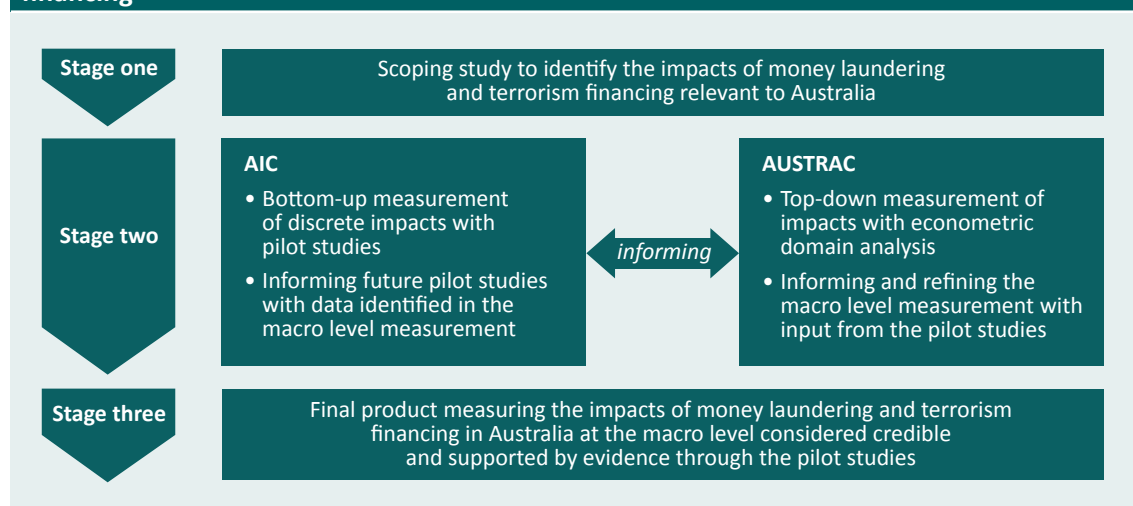 financing
Stage one
Scoping study to identify the impacts of money laundering
and terrorism financing relevant to Australia
Stage two
AIC
• Bottom-up measurement
of discrete impacts with
pilot studies
• Informing future pilot studies
with data identified in the
macro level measurement
informing
AUSTRAC
• Top-down measurement of
impacts with econometric
domain analysis
• Informing and refining the
macro level measurement with
input from the pilot studies
Stage three
Final product measuring the impacts of money laundering and terrorism
financing in Australia at the macro level considered credible
and supported by evidence through the pilot studies